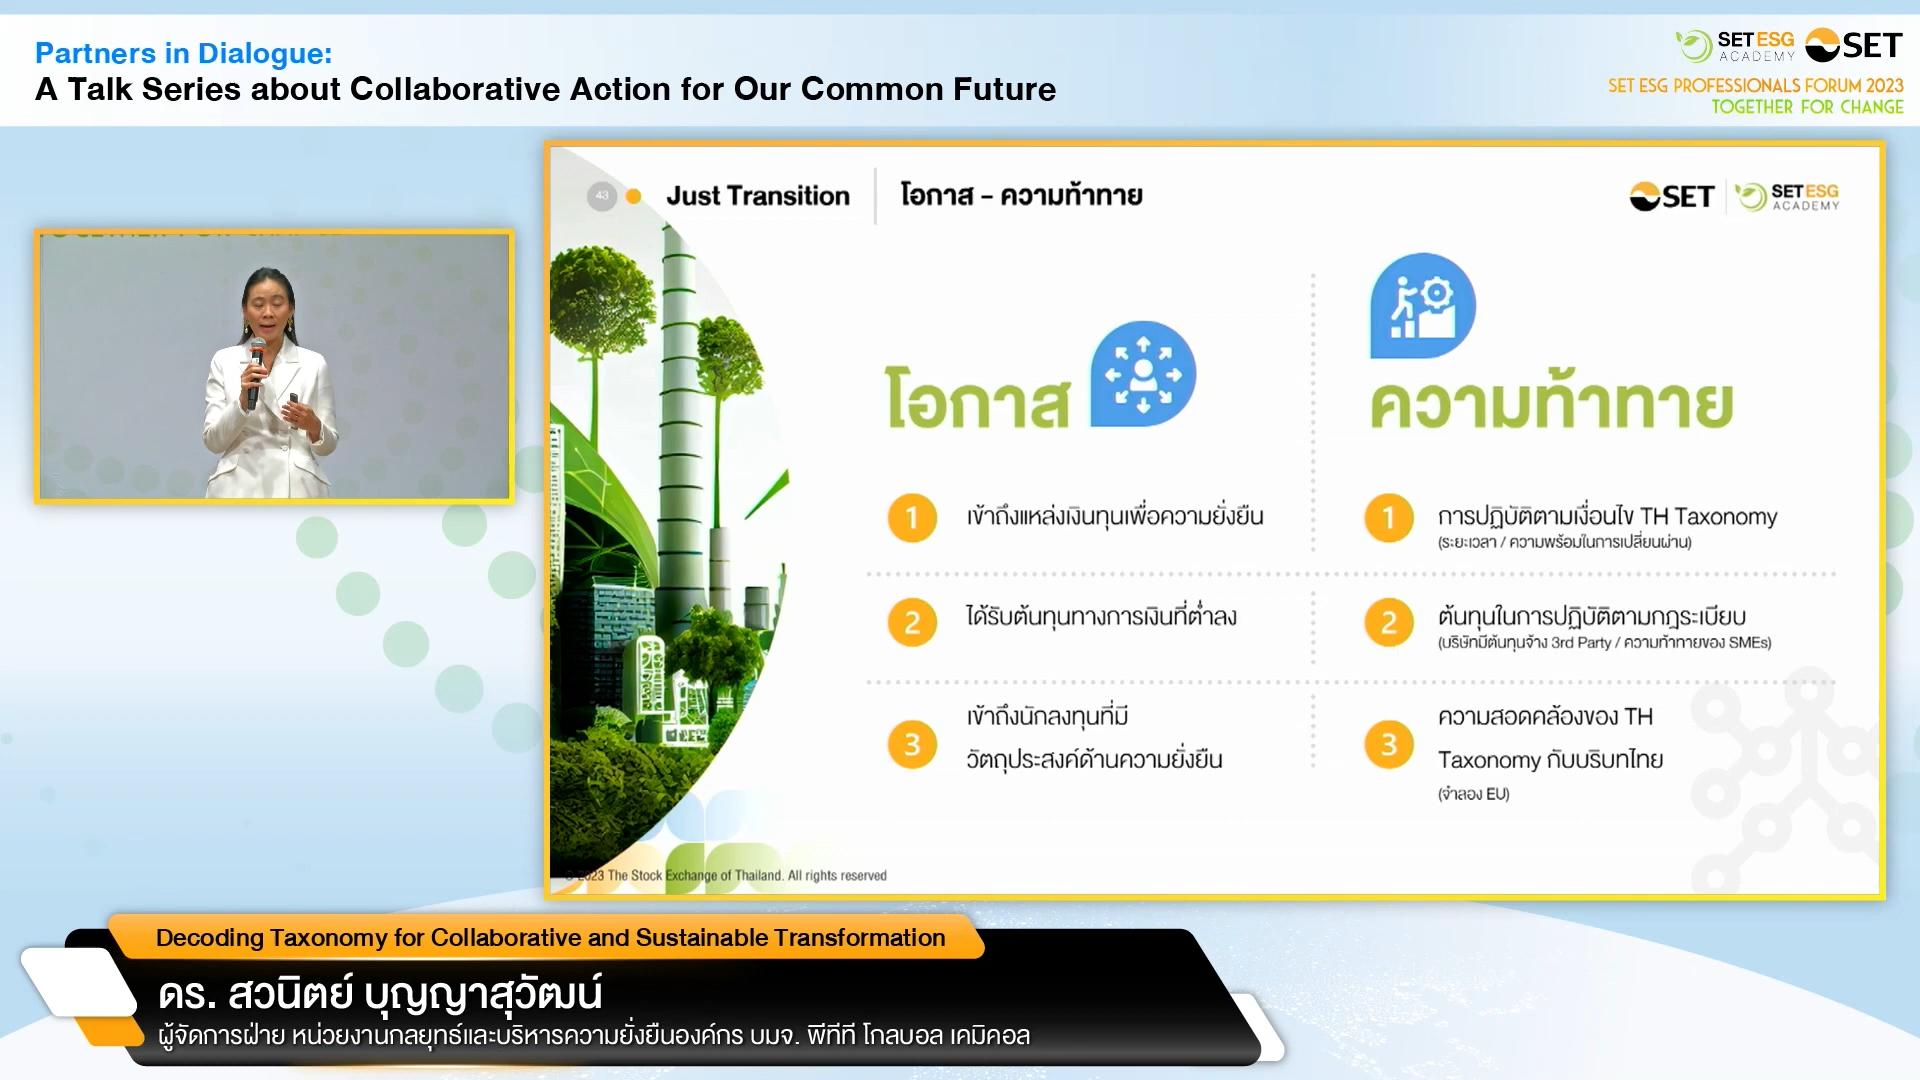 Partners in Dialogue:
A Talk Series about Collaborative Action for Our Common Future
SET ESG ACADEMY SET
SET ESG PROFESSIONALS FORUM 2023
TOGETHER FOR CHANGE
43 Just Transition โอกาส – ความท้าทาย
SET SET ESG ACADEMY
โอกาส
1 เข้าถึงแหล่งเงินทุนเพื่อความยั่งยืน
2 ได้รับต้นทุนทางการเงินที่ต่ำลง
3 เข้าถึงนักลงทุนที่มี
วัตถุประสงค์ด้านความยั่งยืน
ความท้าทาย
1 การปฏิบัติตามเงื่อนไข TH Taxonomy
(ระยะเวลา / ความพร้อมในการเปลี่ยนผ่าน)
2 ต้นทุนในการปฏิบัติตามกฎระเบียบ
(บริษัทมีต้นทุนจ้าง 3rd Party / ความท้าทายของ SMEs)
3 ความสอดคล้องของ TH
Taxonomy กับบริบทไทย
(จำลอง EU)
© 2023 The Stock Exchange of Thailand. All rights reserved
Decoding Taxonomy for Collaborative and Sustainable Transformation
ดร. สวนิตย์ บุญญาสุวัฒน์
ผู้จัดการฝ่าย หน่วยงานกลยุทธ์และบริหารความยั่งยืนองค์กร บมจ. พีทีที โกลบอล เคมิคอล